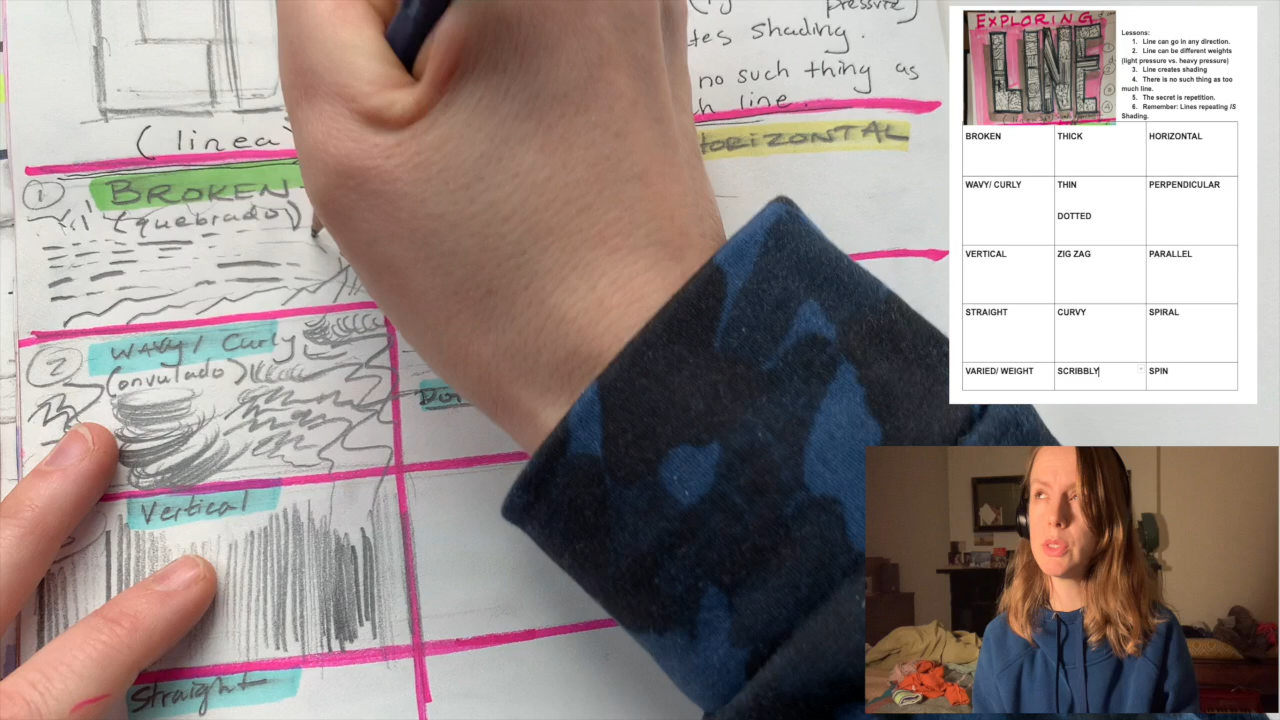 pressure)
tes shading.
no such thing as
line.
(linea)
HORIZONTAL
1
BROKEN
(quebrado)
2
Wavy/Curly
(onvulado)
Dot
Vertical
Straight
EXPLORING
LINE
Lessons:
1. Line can go in any direction.
2. Line can be different weights
(light pressure vs. heavy pressure)
3. Line creates shading
4. There is no such thing as too
much line.
5. The secret is repetition.
6. Remember: Lines repeating IS
Shading.
BROKEN THICK HORIZONTAL
WAVY/ CURLY THIN PERPENDICULAR
DOTTED
VERTICAL ZIG ZAG PARALLEL
STRAIGHT CURVY SPIRAL
VARIED/ WEIGHT SCRIBBLY SPIN